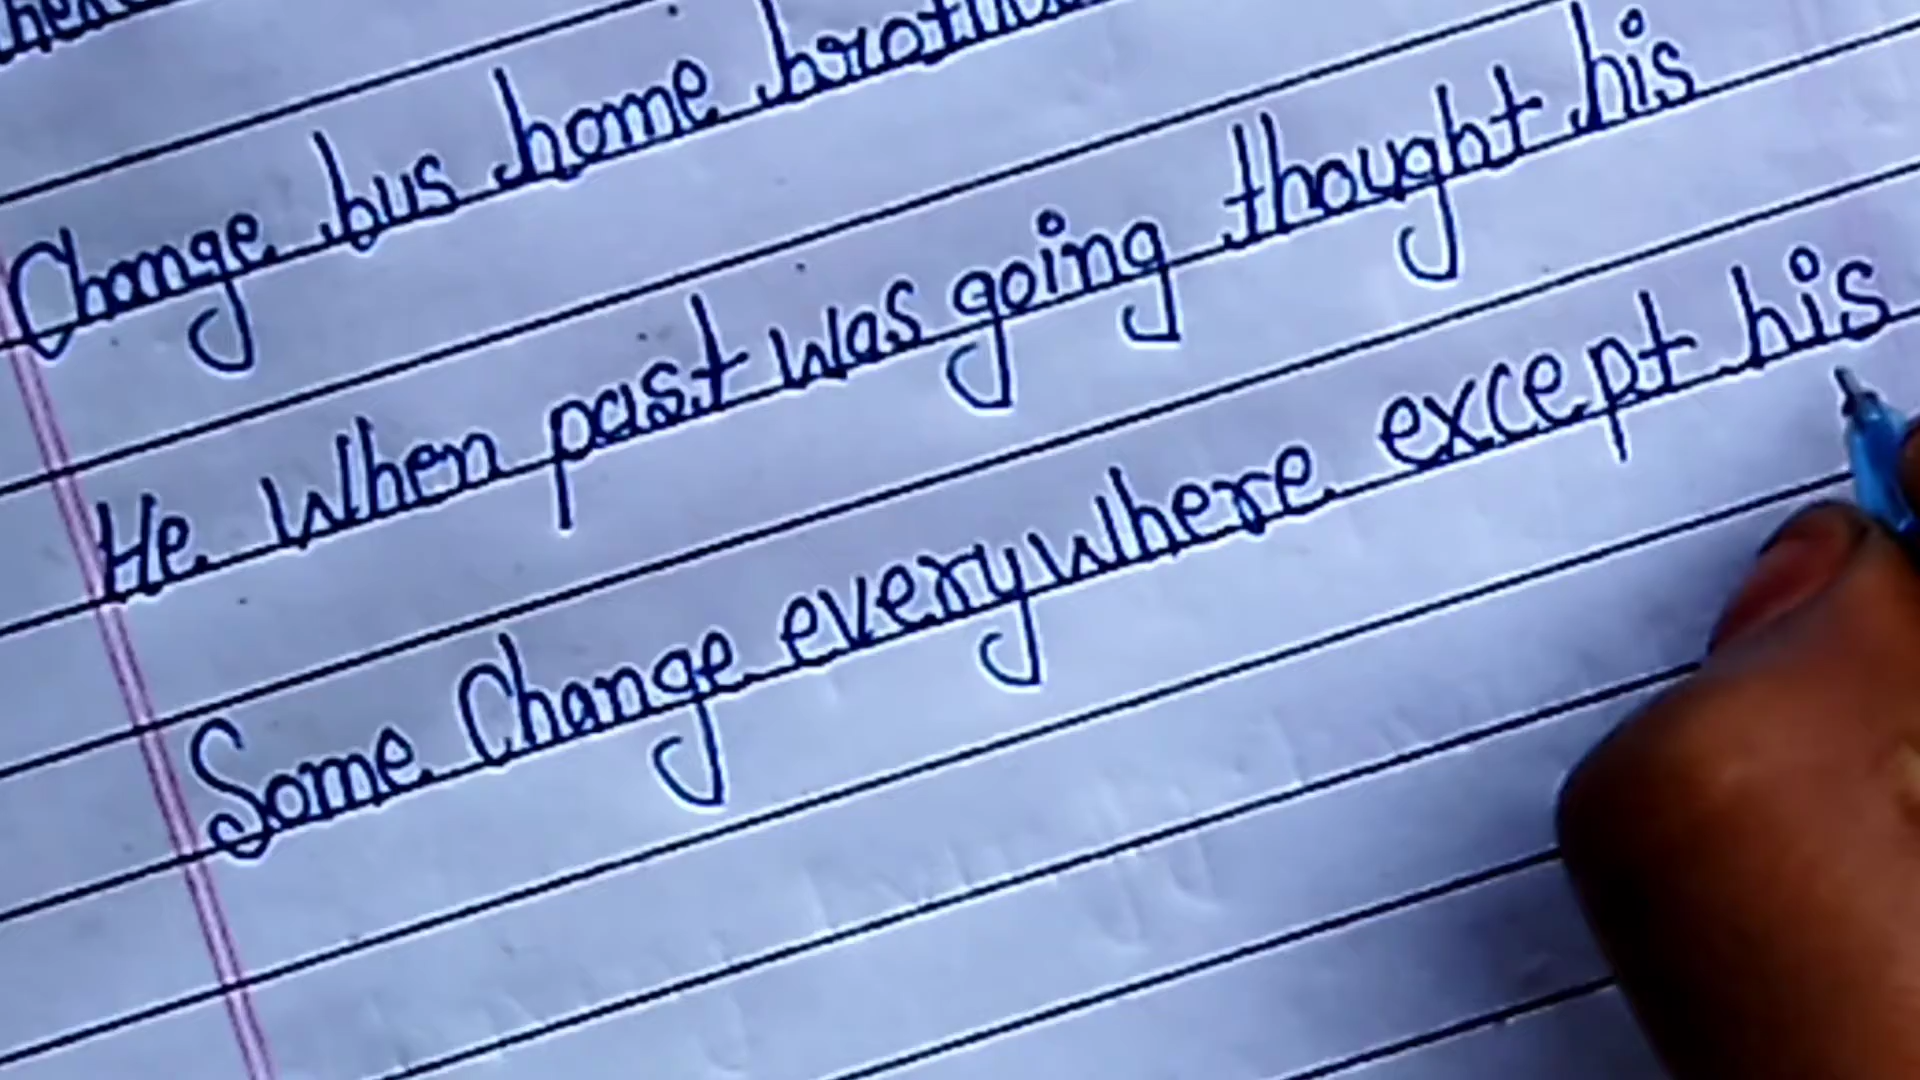 Change bus home
He When past was going thought his
Some Change everywhere except his